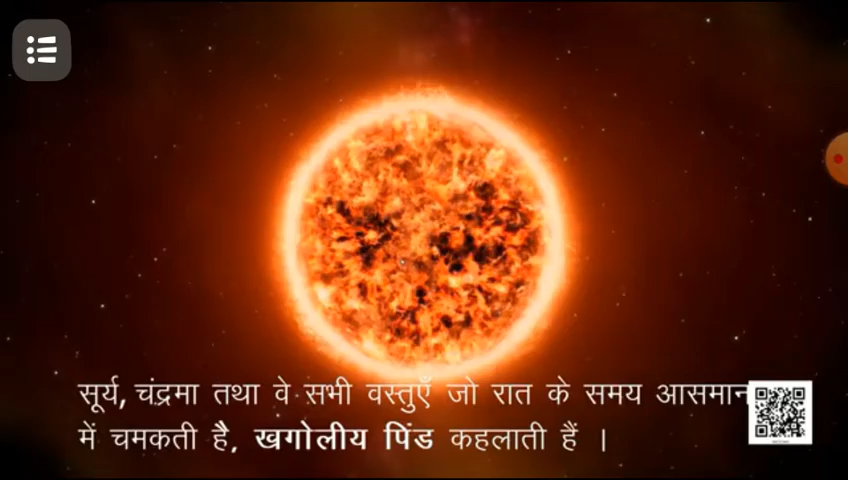 सूर्य, चंद्रमा तथा वे सभी वस्तुएँ जो रात के समय आसमान
में चमकती है, खगोलीय पिंड कहलाती हैं ।